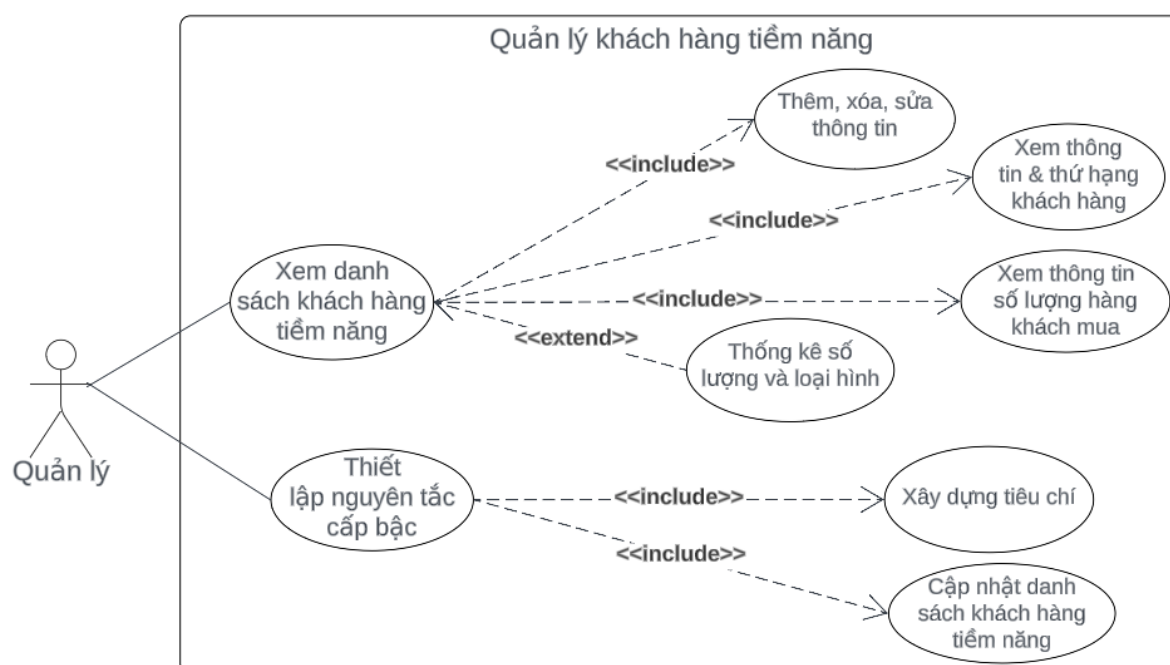 Quản lý khách hàng tiềm năng
Thêm, xóa, sửa
thông tin
<<include>>
Xem thông
tin & thứ hạng
khách hàng
<<include>>
Xem danh
sách khách hàng
tiềm năng
<<include>>
Xem thông tin
số lượng hàng
khách mua
<<extend>>
Thống kê số
lượng và loại hình
Quản lý
Thiết
lập nguyên tắc
cấp bậc
<<include>>
Xây dựng tiêu chí
<<include>>
Cập nhật danh
sách khách hàng
tiềm năng